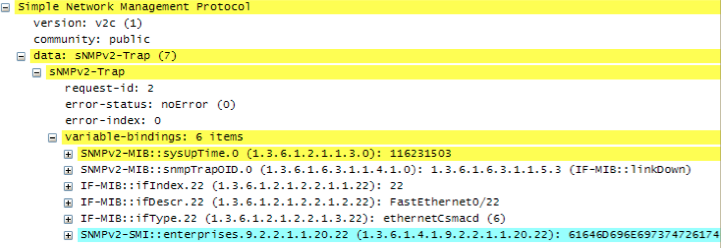 Simple Network Management Protocol
version: v2c (1)
community: public
data: sNMPv2-Trap (7)
sNMPv2-Trap
request-id: 2
error-status: noError (0)
error-index: 0
variable-bindings: 6 items
SNMPv2-MIB::sysUpTime.0 (1.3.6.1.2.1.1.3.0): 116231503
SNMPv2-MIB::snmpTrapOID.0 (1.3.6.1.6.3.1.1.4.1.0): 1.3.6.1.6.3.1.1.5.3 (IF-MIB::linkDown)
IF-MIB::ifIndex.22 (1.3.6.1.2.1.2.2.1.1.22): 22
IF-MIB::ifDescr.22 (1.3.6.1.2.1.2.2.1.2.22): FastEthernet0/22
IF-MIB::ifType.22 (1.3.6.1.2.1.2.2.1.3.22): ethernetCsmacd (6)
SNMPv2-SMI::enterprises.9.2.2.1.1.20.22 (1.3.6.1.4.1.9.2.2.1.1.20.22): 61646D696E697374726174